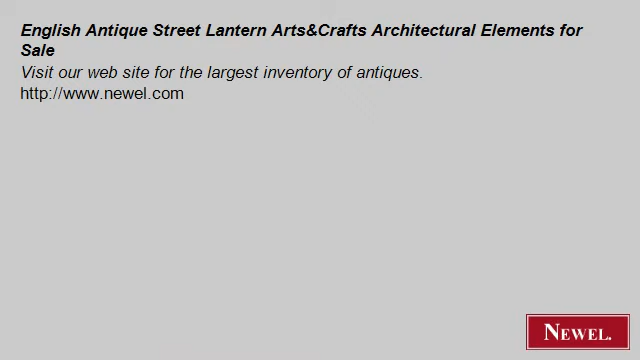 English Antique Street Lantern Arts&Crafts Architectural Elements for
Sale
Visit our web site for the largest inventory of antiques.
http://www.newel.com
NEWEL.